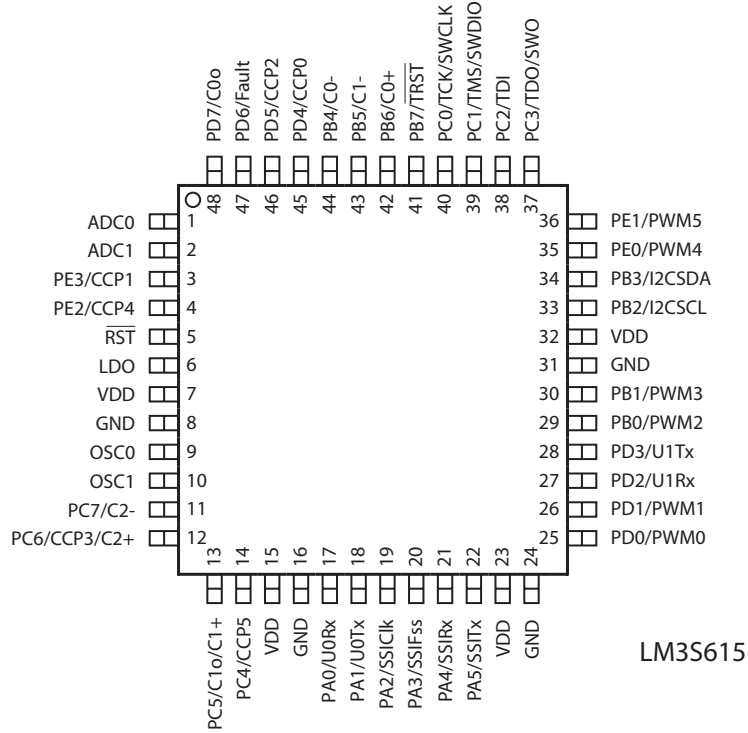 PD7/C0o
PD6/Fault
PD5/CCP2
PD4/CCP0
PB4/C0-
PB5/C1-
PB6/C0+
PB7/TRST
PC0/TCK/SWCLK
PC1/TMS/SWDIO
PC2/TDI
PC3/TDO/SWO
48
47
46
45
44
43
42
41
40
39
38
37
ADC0 1
ADC1 2
PE3/CCP1 3
PE2/CCP4 4
RST 5
LDO 6
VDD 7
GND 8
OSC0 9
OSC1 10
PC7/C2- 11
PC6/CCP3/C2+ 12
36 PE1/PWM5
35 PE0/PWM4
34 PB3/I2CSDA
33 PB2/I2CSCL
32 VDD
31 GND
30 PB1/PWM3
29 PB0/PWM2
28 PD3/U1Tx
27 PD2/U1Rx
26 PD1/PWM1
25 PD0/PWM0
13
14
15
16
17
18
19
20
21
22
23
24
PC5/C1o/C1+
PC4/CCP5
VDD
GND
PA0/U0Rx
PA1/U0Tx
PA2/SSIClk
PA3/SSIFss
PA4/SSIRx
PA5/SSITx
VDD
GND
LM3S615